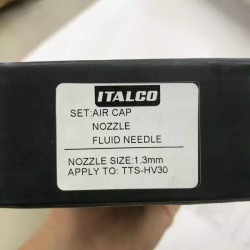 ITALCO
SET:AIR CAP
NOZZLE
FLUID NEEDLE
NOZZLE SIZE:1.3mm
APPLY TO: TTS-HV30